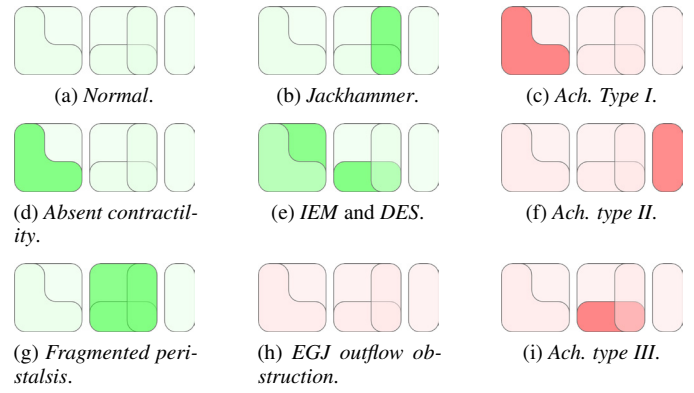 (a) Normal.
(b) Jackhammer.
(c) Ach. Type I.
(d) Absent contractil-
ity.
(e) IEM and DES.
(f) Ach. type II.
(g) Fragmented peri-
stalsis.
(h) EGJ outflow ob-
struction.
(i) Ach. type III.